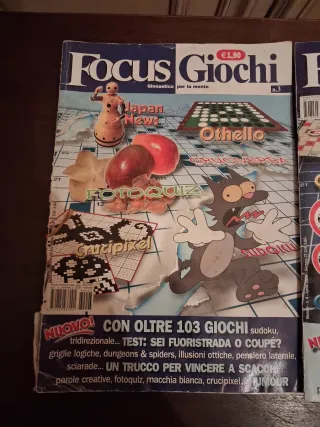 FOCUS Giochi
€ 1,90
Ginnastica per la mente
n.3
Japan
News
Othello
FOTOQUIZ
Crucipixel
SUDOKU
NUOVO!
CON OLTRE 103 GIOCHI sudoku,
tridirezionale... TEST: SEI FUORISTRADA O COUPÉ?
griglie logiche, dungeons & spiders, illusioni ottiche, pensiero laterale,
sciarade... UN TRUCCO PER VINCERE A SCACCHI
parole creative, fotoquiz, macchia bianca, crucipixel... HUMOUR